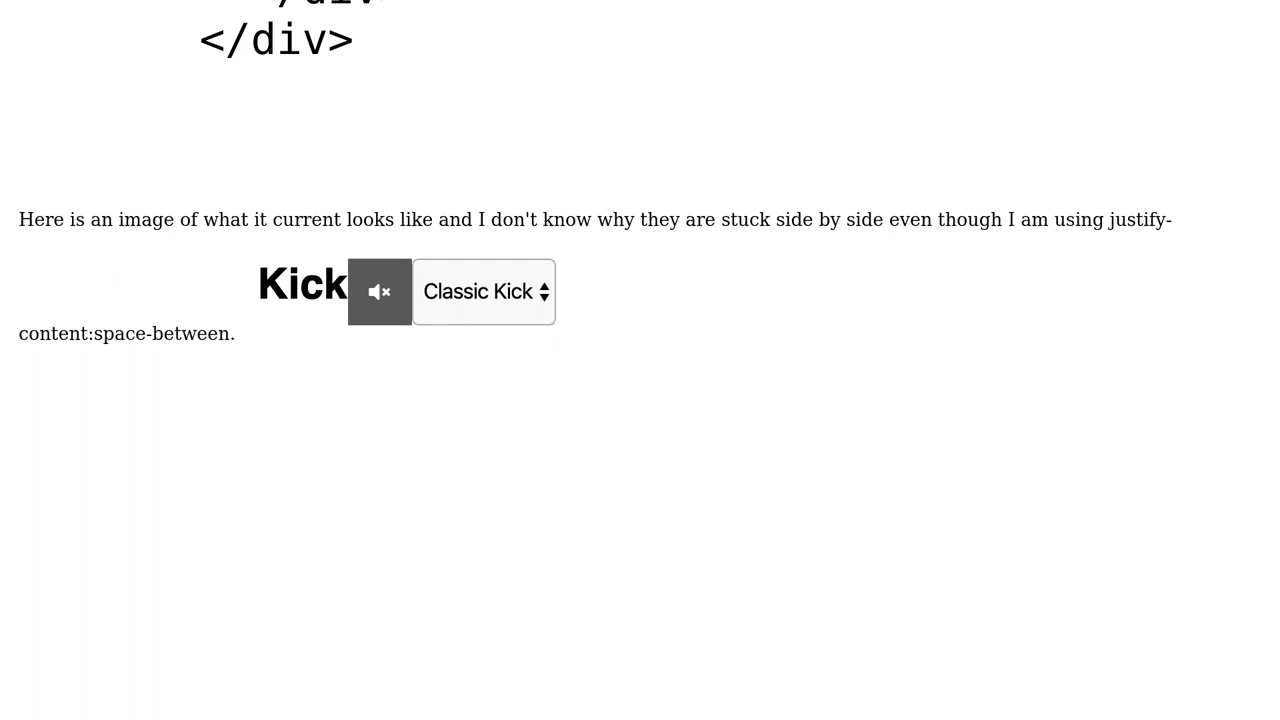 </div>
</div>
Here is an image of what it current looks like and I don't know why they are stuck side by side even though I am using justify-
Kick Classic Kick
content:space-between.